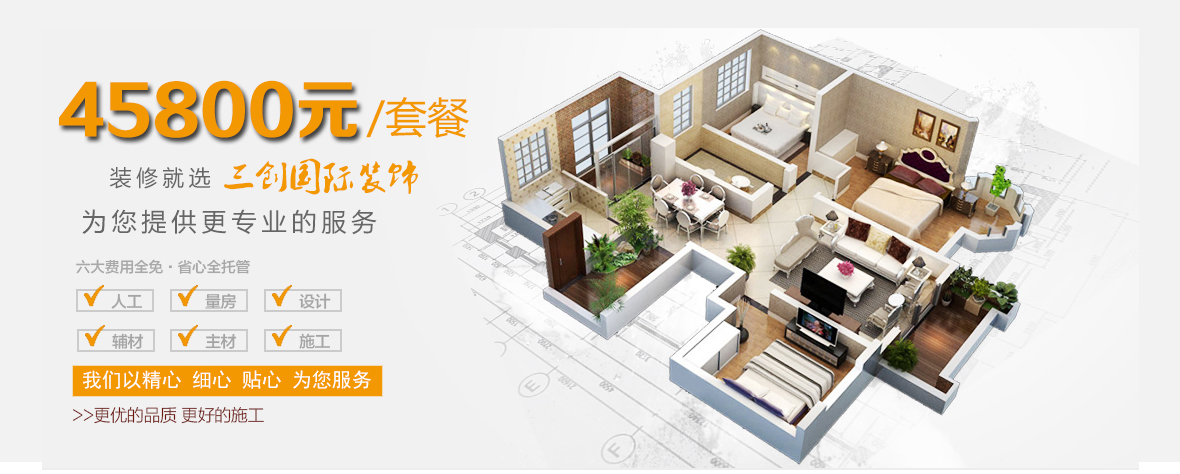 45800元/套餐
装修就选 三创国际装饰
为您提供更专业的服务
六大费用全免·省心全托管
人工 量房 设计
辅材 主材 施工
我们以精心 细心 贴心 为您服务
>>更优的品质 更好的施工
E
F